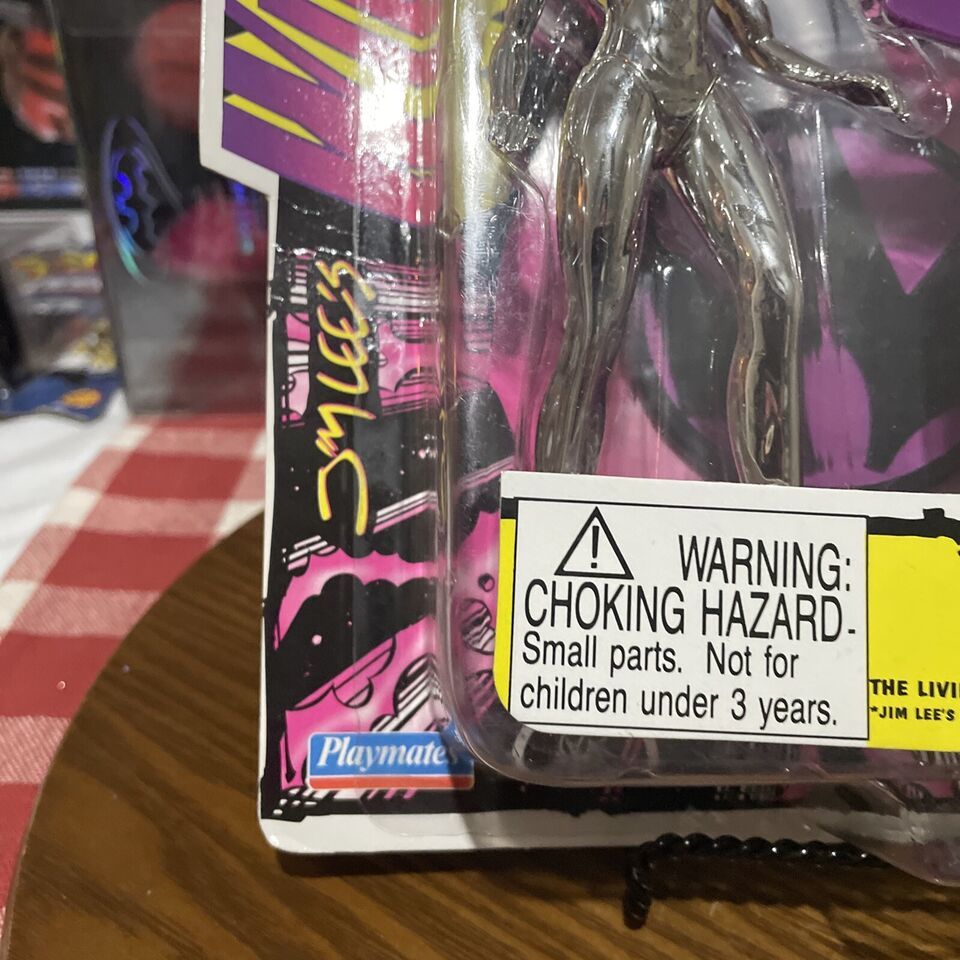 JIM LEE'S
WARNING:
CHOKING HAZARD-
Small parts. Not for
children under 3 years.
THE LIVI
*JIM LEE'S
Playmates